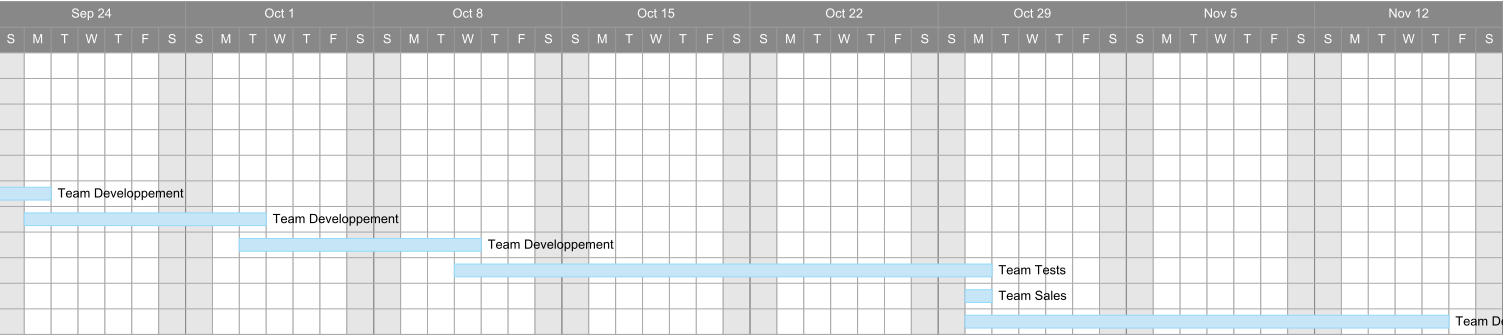 Sep 24 Oct 1 Oct 8 Oct 15 Oct 22 Oct 29 Nov 5 Nov 12
S M T W T F S S M T W T F S S M T W T F S S M T W T F S S M T W T F S S M T W T F S S M T W T F S S M T W T F S
Team Developpement
Team Developpement
Team Developpement
Team Tests
Team Sales
Team